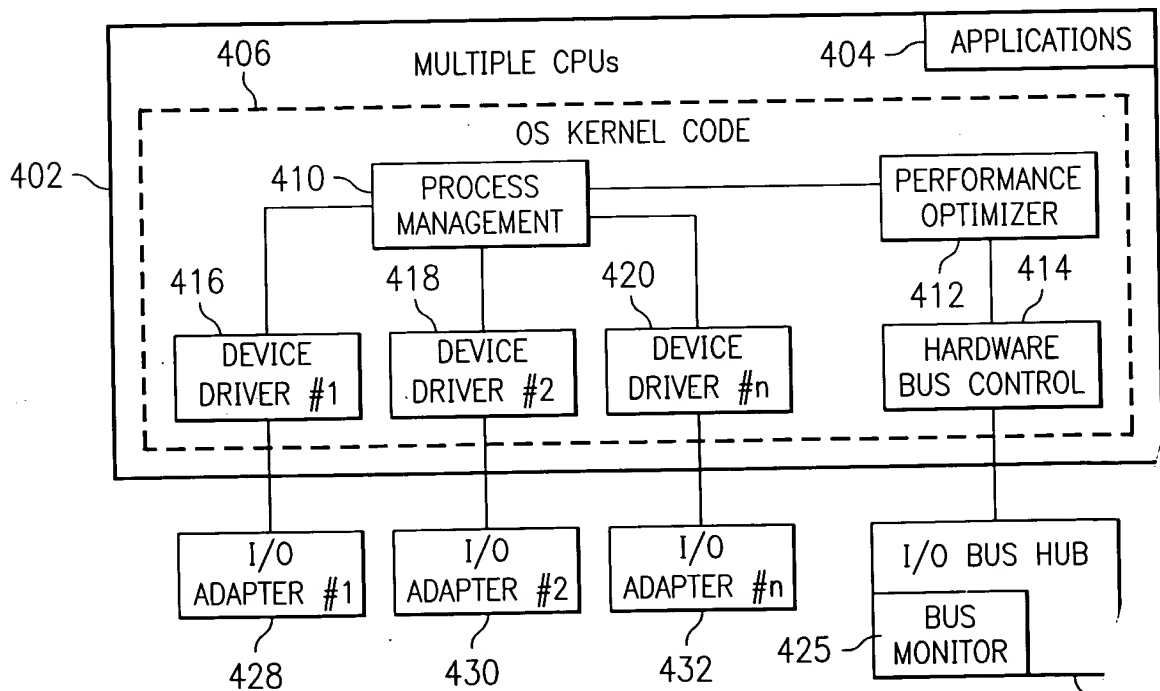 APPLICATIONS
404
MULTIPLE CPUs
406
OS KERNEL CODE
402
410
PROCESS
MANAGEMENT
PERFORMANCE
OPTIMIZER
412
414
416
418
420
DEVICE
DRIVER #1
DEVICE
DRIVER #2
DEVICE
DRIVER #n
HARDWARE
BUS CONTROL
I/O
ADAPTER #1
I/O
ADAPTER #2
I/O
ADAPTER #n
I/O BUS HUB
BUS
MONITOR
425
428
430
432